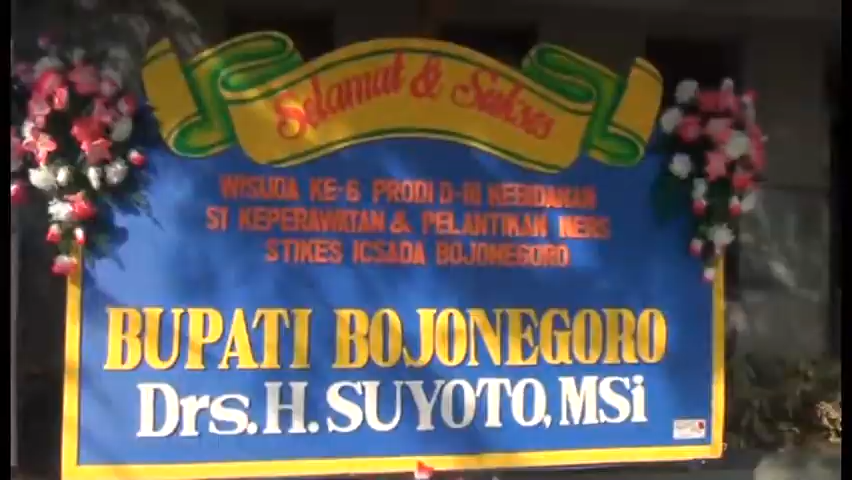 Selamat & Sukses
WISUDA KE-6 PRODI D-III KEBIDANAN
S1 KEPERAWATAN & PELANTIKAN NERS
STIKES ICSADA BOJONEGORO
BUPATI BOJONEGORO
Drs.H.SUYOTO,MSi